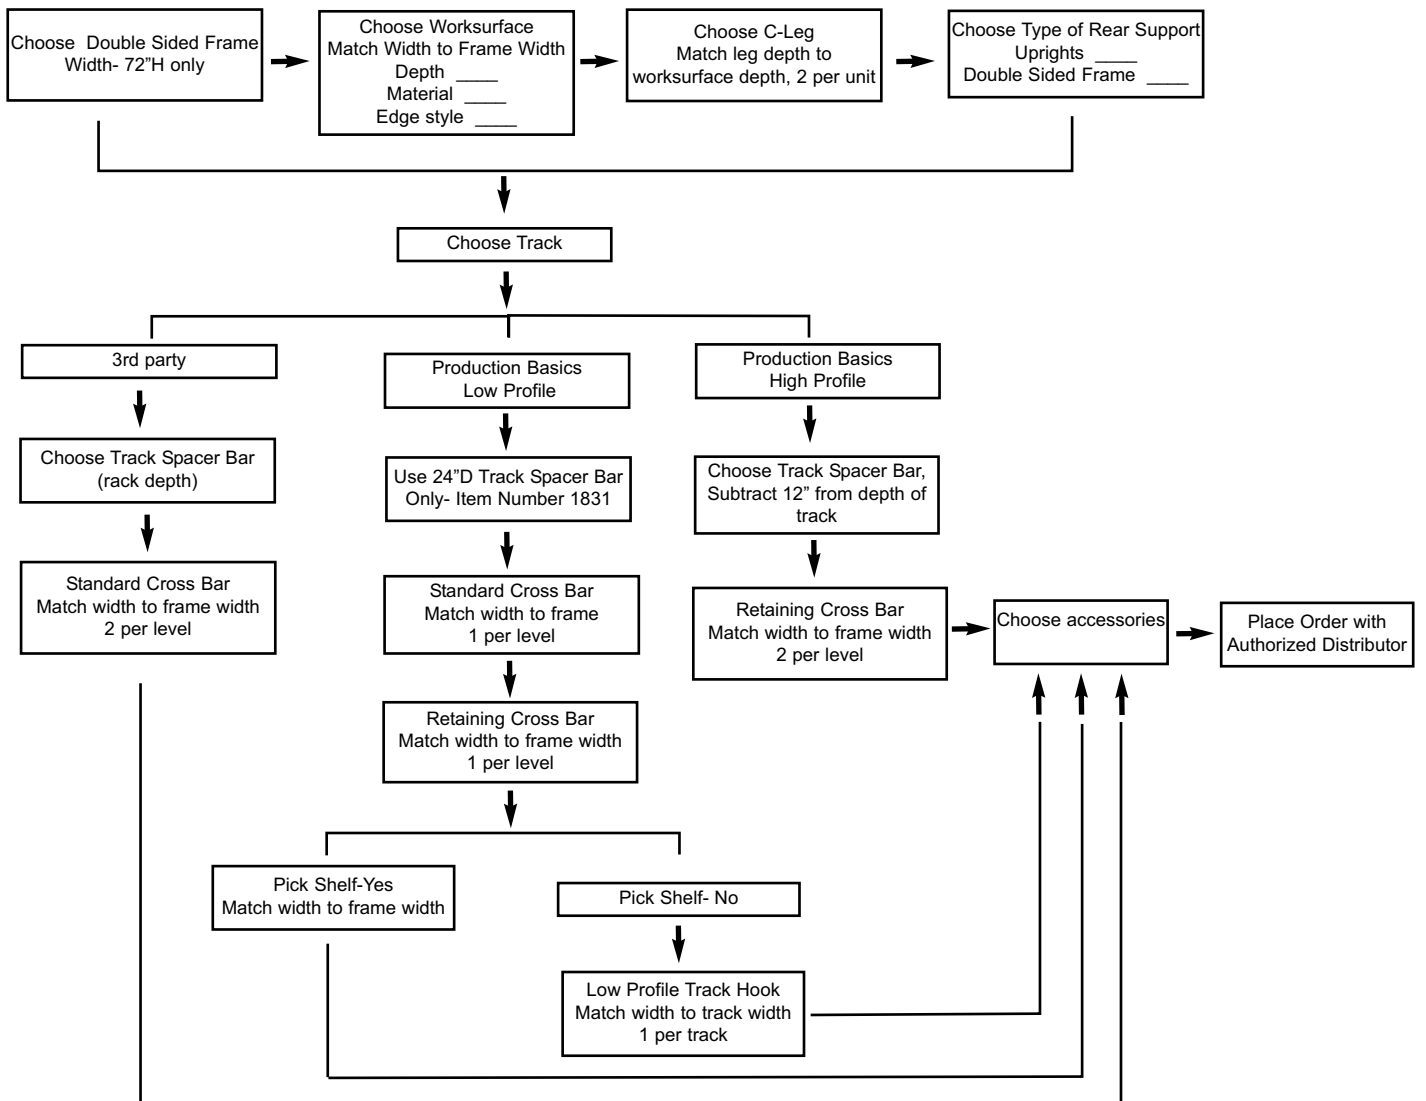 Choose Double Sided Frame
Width- 72”H only
Choose Worksurface
Match Width to Frame Width
Depth ____
Material ____
Edge style ____
Choose C-Leg
Match leg depth to
worksurface depth, 2 per unit
Choose Type of Rear Support
Uprights ____
Double Sided Frame ____
Choose Track
3rd party
Choose Track Spacer Bar
(rack depth)
Standard Cross Bar
Match width to frame width
2 per level
Production Basics
Low Profile
Use 24”D Track Spacer Bar
Only- Item Number 1831
Standard Cross Bar
Match width to frame
1 per level
Retaining Cross Bar
Match width to frame width
1 per level
Pick Shelf-Yes
Match width to frame width
Pick Shelf- No
Low Profile Track Hook
Match width to track width
1 per track
Production Basics
High Profile
Choose Track Spacer Bar,
Subtract 12” from depth of
track
Retaining Cross Bar
Match width to frame width
2 per level
Choose accessories
Place Order with
Authorized Distributor